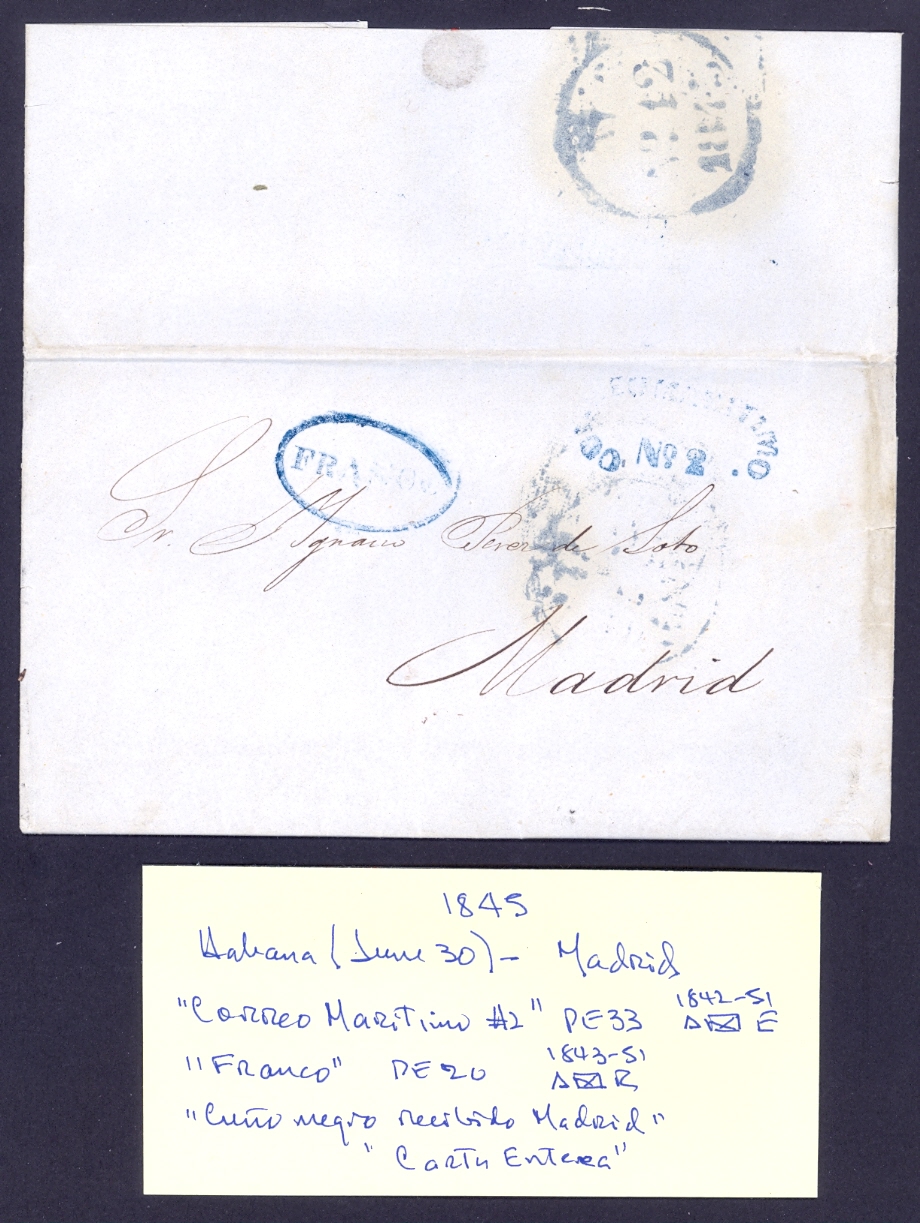 FRANCO
Nº 2
Sr. D. Ygnacio Perez de Soto
Madrid
1845
Habana (June 30) - Madrid
"Correo Maritimo #2" PE33 1842-51
"Franco" PE20 1843-51
"Cuño negro recibido Madrid"
"Carta Entera"